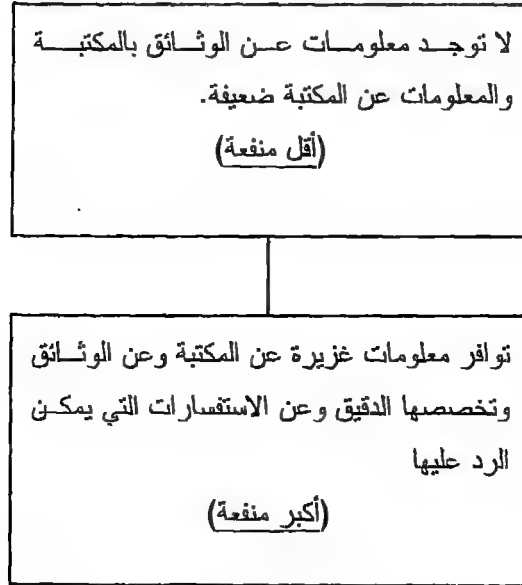 لا توجد معلومات عن الوثائق بالمكتبة
والمعلومات عن المكتبة ضعيفة.
(أقل منفعة)
توافر معلومات غزيرة عن المكتبة وعن الوثائق
وتخصصها الدقيق وعن الاستفسارات التي يمكن
الرد عليها
(أكبر منفعة)